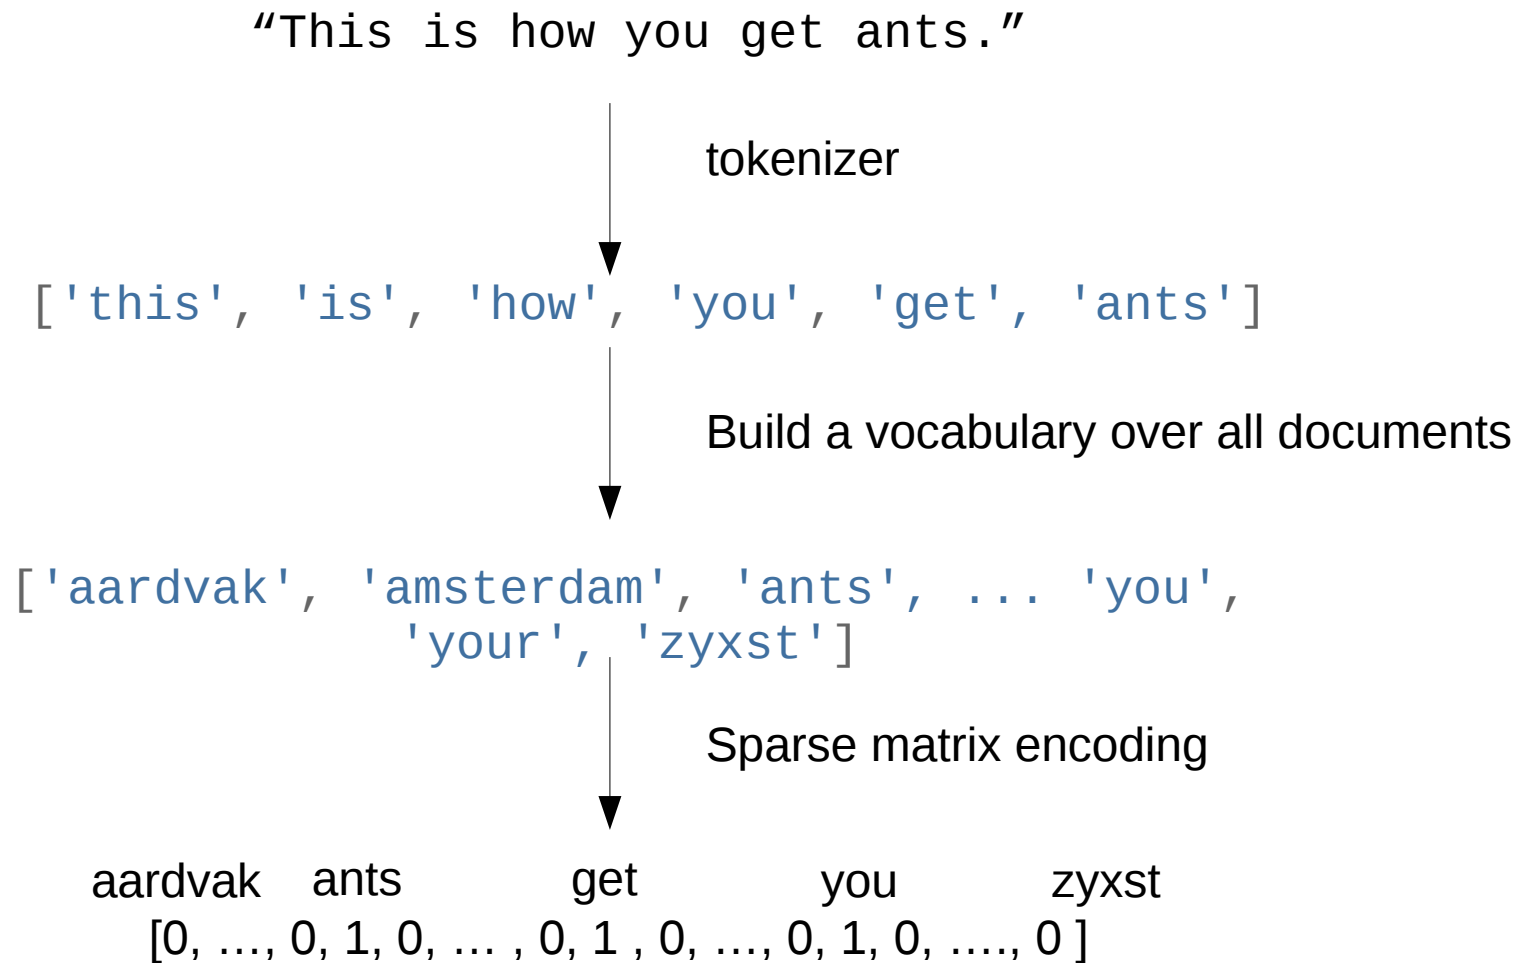 “This is how you get ants.”
tokenizer
['this', 'is', 'how', 'you', 'get', 'ants']
Build a vocabulary over all documents
['aardvak', 'amsterdam', 'ants', ... 'you',
'your', 'zyxst']
Sparse matrix encoding
aardvak ants get you zyxst
[0, …, 0, 1, 0, … , 0, 1 , 0, …, 0, 1, 0, …., 0 ]